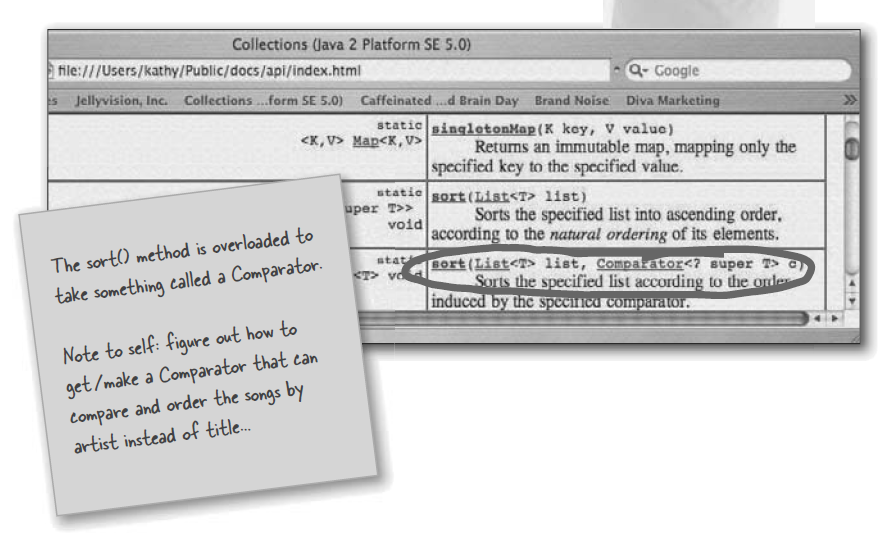 Collections (Java 2 Platform SE 5.0)
file:///Users/kathy/Public/docs/api/index.html
Google
es Jellyvision, Inc. Collections ...form SE 5.0) Caffeinated ...d Brain Day Brand Noise Diva Marketing
static
<K,V> Map<K,V>
singletonMap(K key, V value)
Returns an immutable map, mapping only the
specified key to the specified value.
static
uper T>>
void
sort(List<T> list)
Sorts the specified list into ascending order,
according to the natural ordering of its elements.
static
<T> void
sort(List<T> list, Comparator<? super T> c)
Sorts the specified list according to the order
induced by the specified comparator.
The sort() method is overloaded to
take something called a Comparator.
Note to self: figure out how to
get/make a Comparator that can
compare and order the songs by
artist instead of title...